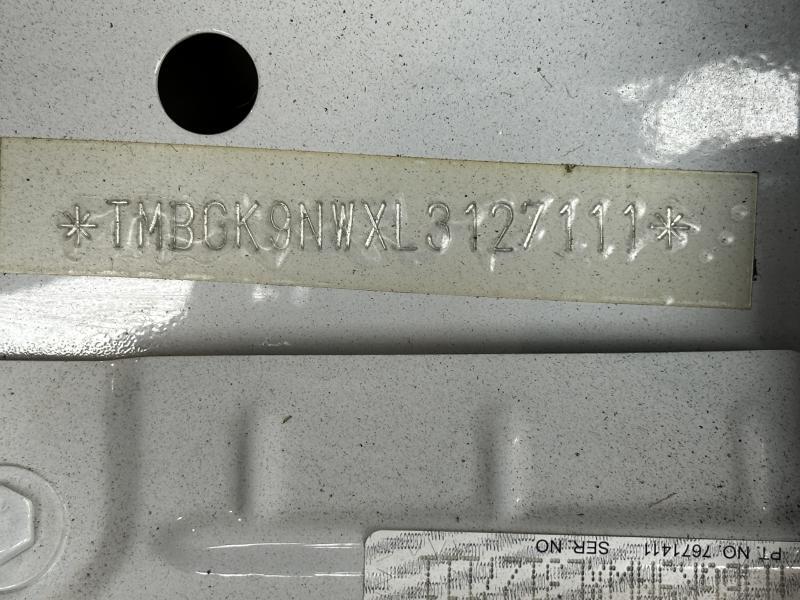 *TMBGK9NWXL3127111*
PT. NO 7671411 SER. NO